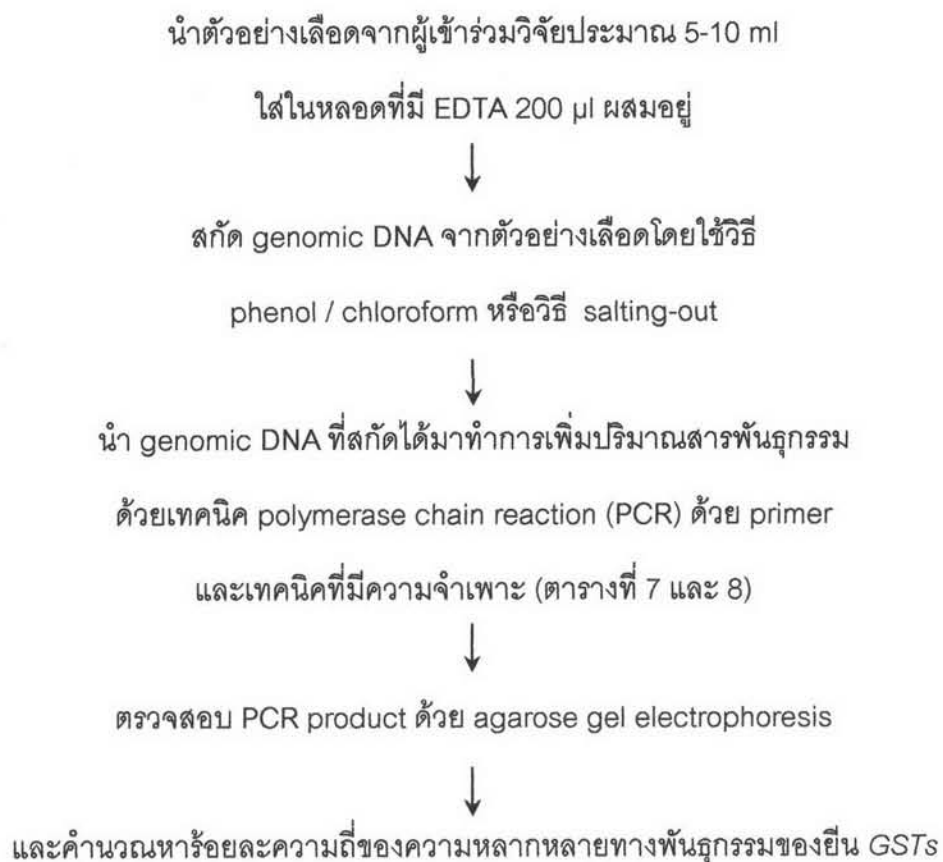 นำตัวอย่างเลือดจากผู้เข้าร่วมวิจัยประมาณ 5-10 ml
ใส่ในหลอดที่มี EDTA 200 µl ผสมอยู่
สกัด genomic DNA จากตัวอย่างเลือดโดยใช้วิธี
phenol / chloroform หรือวิธี salting-out
นำ genomic DNA ที่สกัดได้มาทำการเพิ่มปริมาณสารพันธุกรรม
ด้วยเทคนิค polymerase chain reaction (PCR) ด้วย primer
และเทคนิคที่มีความจำเพาะ (ตารางที่ 7 และ 8)
ตรวจสอบ PCR product ด้วย agarose gel electrophoresis
และคำนวณหาร้อยละความถี่ของความหลากหลายทางพันธุกรรมของยีน GSTs